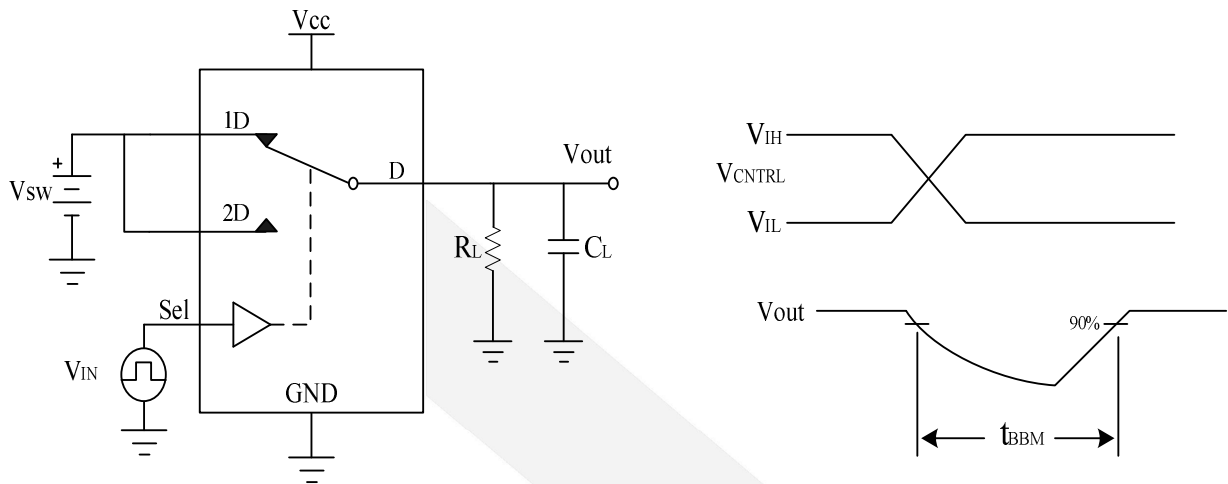 Vcc
1D
+
Vsw
D
Vout
2D
RL
CL
Sel
VIN
GND
VIH
VCNTRL
VIL
Vout
90%
tBBM